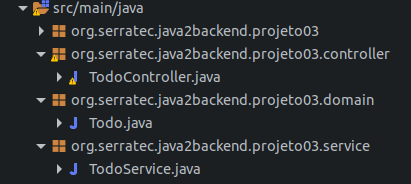 src/main/java
org.serratec.java2backend.projeto03
org.serratec.java2backend.projeto03.controller
TodoController.java
org.serratec.java2backend.projeto03.domain
Todo.java
org.serratec.java2backend.projeto03.service
TodoService.java